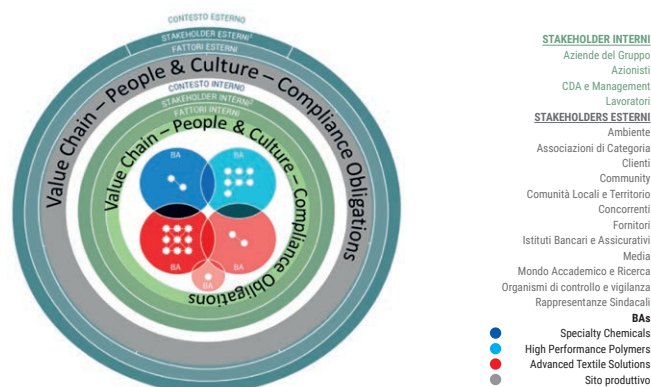 CONTESTO ESTERNO
STAKEHOLDER ESTERNI¹
FATTORI ESTERNI
Value Chain – People & Culture – Compliance Obligations
CONTESTO INTERNO
STAKEHOLDER INTERNI²
FATTORI INTERNI
Value Chain – People & Culture – Compliance Obligations
BA
BA
BA
BA
BA
STAKEHOLDER INTERNI
Aziende del Gruppo
Azionisti
CDA e Management
Lavoratori
STAKEHOLDERS ESTERNI
Ambiente
Associazioni di Categoria
Clienti
Community
Comunità Locali e Territorio
Concorrenti
Fornitori
Istituti Bancari e Assicurativi
Media
Mondo Accademico e Ricerca
Organismi di controllo e vigilanza
Rappresentanze Sindacali
BAs
Specialty Chemicals
High Performance Polymers
Advanced Textile Solutions
Sito produttivo